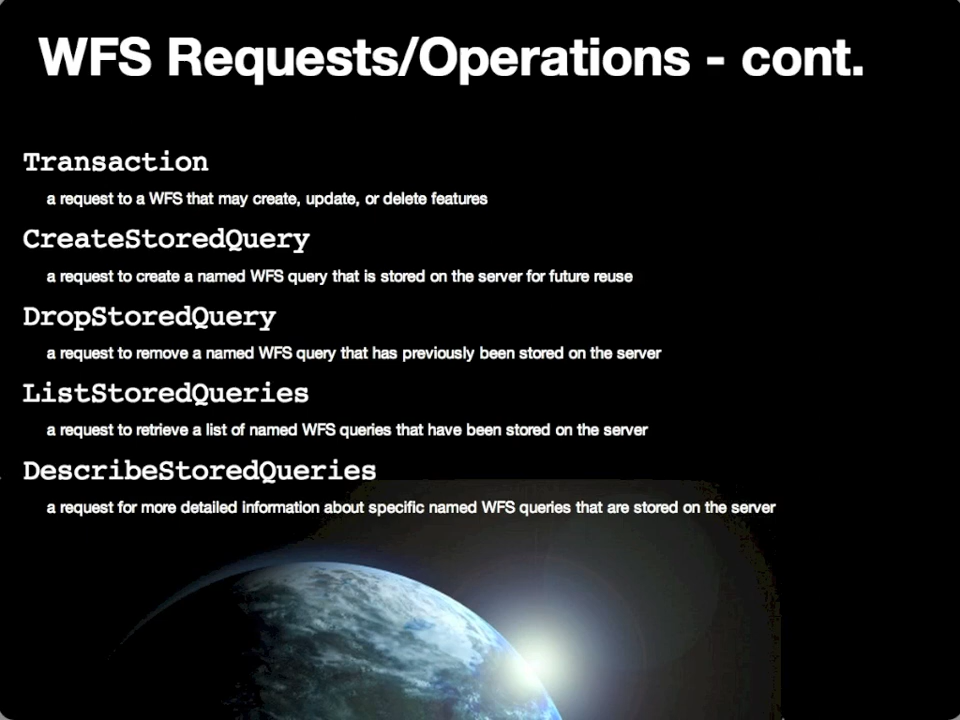 WFS Requests/Operations - cont.
Transaction
a request to a WFS that may create, update, or delete features
CreateStoredQuery
a request to create a named WFS query that is stored on the server for future reuse
DropStoredQuery
a request to remove a named WFS query that has previously been stored on the server
ListStoredQueries
a request to retrieve a list of named WFS queries that have been stored on the server
DescribeStoredQueries
a request for more detailed information about specific named WFS queries that are stored on the server